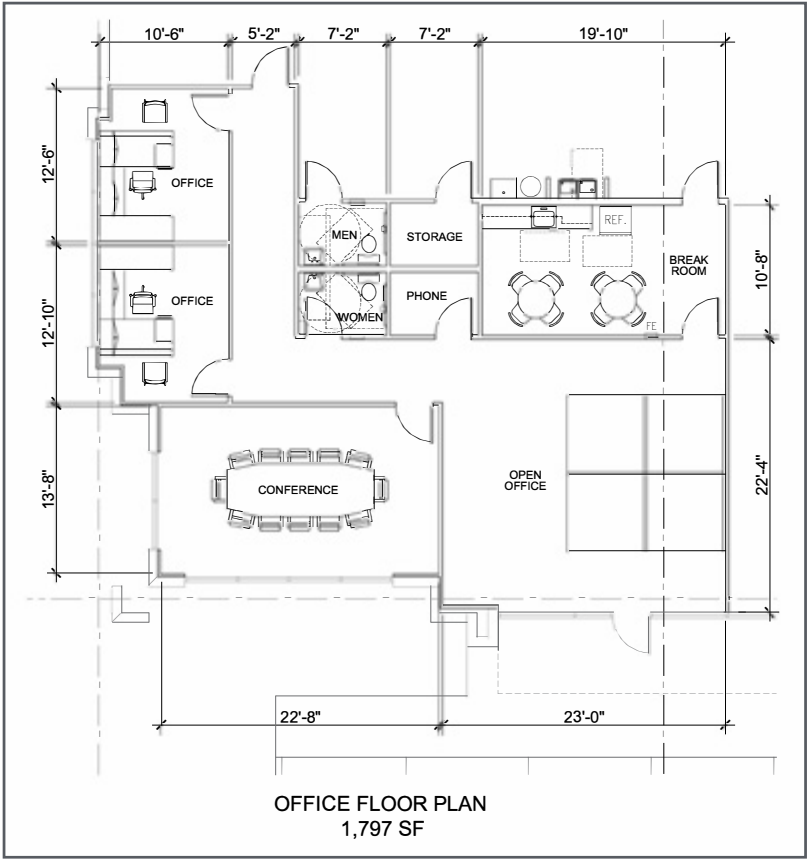 10'-6" 5'-2" 7'-2" 7'-2" 19'-10"
12'-6"
OFFICE
MEN
STORAGE
REF.
BREAK
ROOM
10'-8"
12'-10"
OFFICE
WOMEN
PHONE
FE
13'-8"
CONFERENCE
OPEN
OFFICE
22'-4"
22'-8" 23'-0"
OFFICE FLOOR PLAN
1,797 SF